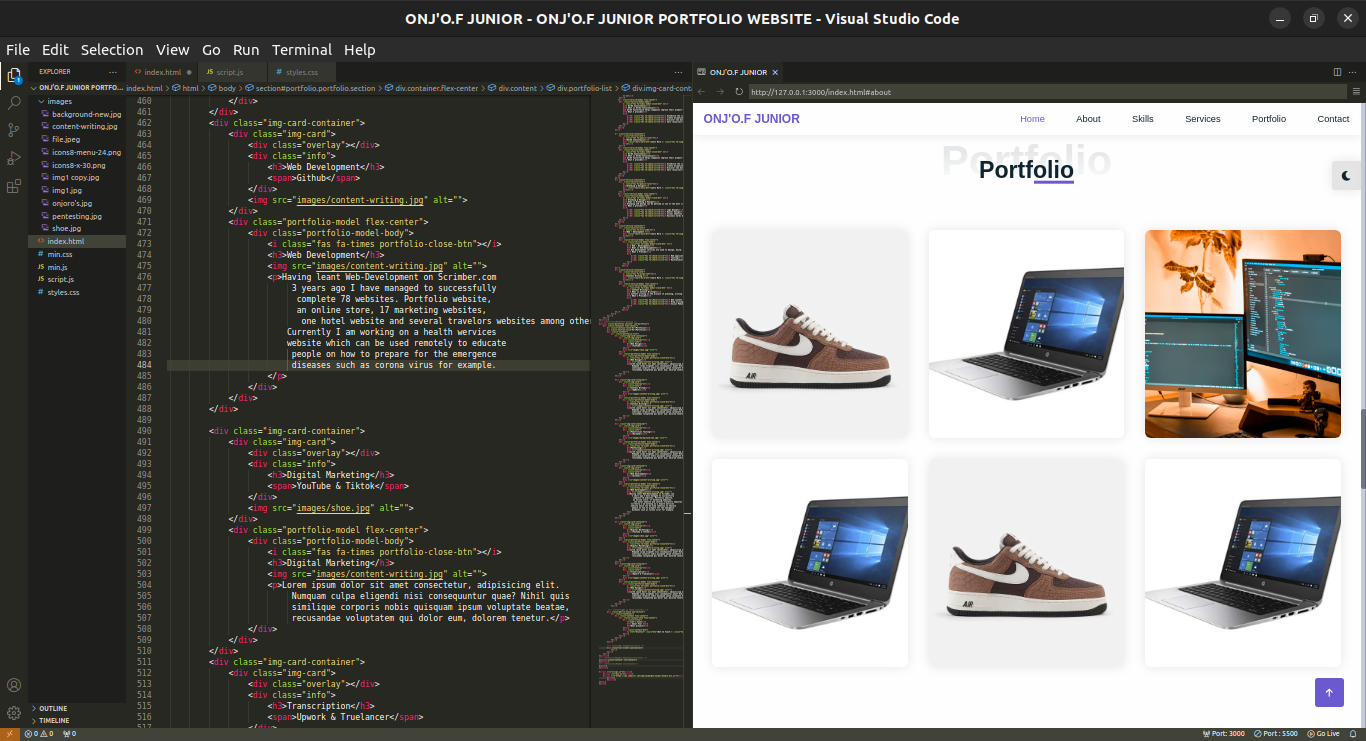 ONJ'O.F JUNIOR - ONJ'O.F JUNIOR PORTFOLIO WEBSITE - Visual Studio Code
File Edit Selection View Go Run Terminal Help
EXPLORER ...
ONJ'O.F JUNIOR PORTFO...
images
background-new.jpg
content-writing.jpg
file.jpeg
icons8-menu-24.png
icons8-x-30.png
img1 copy.jpg
img1.jpg
onjoro's.jpg
pentesting.jpg
shoe.jpg
index.html
min.css
min.js
script.js
styles.css
OUTLINE
TIMELINE
index.html script.js styles.css ...
index.html > html > body > section#portfolio.portfolio.section > div.container.flex-center > div.content > div.portfolio-list > div.img-card-cont
460 </div>
461 </div>
462 <div class="img-card-container">
463 <div class="img-card">
464 <div class="overlay"></div>
465 <div class="info">
466 <h3>Web Development</h3>
467 <span>Github</span>
468 </div>
469 <img src="images/content-writing.jpg" alt="">
470 </div>
471 <div class="portfolio-model flex-center">
472 <div class="portfolio-model-body">
473 <i class="fas fa-times portfolio-close-btn"></i>
474 <h3>Web Development</h3>
475 <img src="images/content-writing.jpg" alt="">
476 <p>Having leant Web-Development on Scrimber.com
477 3 years ago I have managed to successfully
478 complete 78 websites. Portfolio website,
479 an online store, 17 marketing websites,
480 one hotel website and several travelors websites among other
481 Currently I am working on a health wervices
482 website which can be used remotely to educate
483 people on how to prepare for the emergence
484 diseases such as corona virus for example.
485 </p>
486 </div>
487 </div>
488 </div>
489
490 <div class="img-card-container">
491 <div class="img-card">
492 <div class="overlay"></div>
493 <div class="info">
494 <h3>Digital Marketing</h3>
495 <span>YouTube & Tiktok</span>
496 </div>
497 <img src="images/shoe.jpg" alt="">
498 </div>
499 <div class="portfolio-model flex-center">
500 <div class="portfolio-model-body">
501 <i class="fas fa-times portfolio-close-btn"></i>
502 <h3>Digital Marketing</h3>
503 <img src="images/content-writing.jpg" alt="">
504 <p>Lorem ipsum dolor sit amet consectetur, adipisicing elit.
505 Numquam culpa eligendi nisi consequuntur quae? Nihil quis
506 similique corporis nobis quisquam ipsum voluptate beatae,
507 recusandae voluptatem qui dolor eum, dolorem tenetur.</p>
508 </div>
509 </div>
510 </div>
511 <div class="img-card-container">
512 <div class="img-card">
513 <div class="overlay"></div>
514 <div class="info">
515 <h3>Transcription</h3>
516 <span>Upwork & Truelancer</span>
517 </div>
ONJ'O.F JUNIOR
http://127.0.0.1:3000/index.html#about
ONJ'O.F JUNIOR Home About Skills Services Portfolio Contact
Portfolio
Portfolio
AIR
AIR
0 0 0 Port: 3000 Port : 5500 Go Live